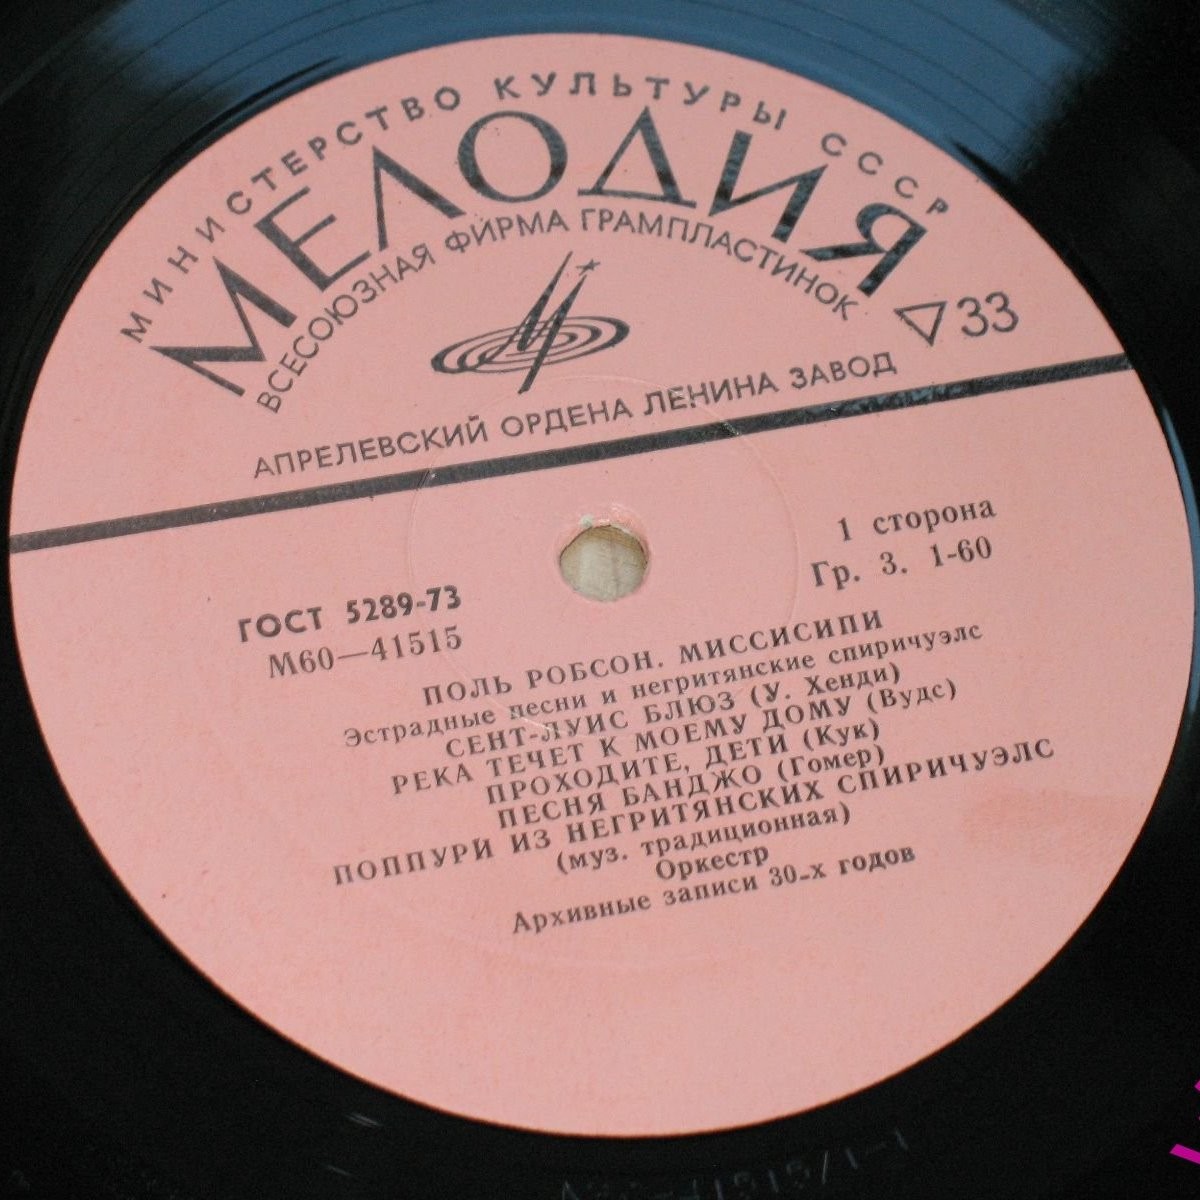 МИНИСТЕРСТВО КУЛЬТУРЫ СССР
МЕЛОДИЯ
ВСЕСОЮЗНАЯ ФИРМА ГРАМПЛАСТИНОК
33
АПРЕЛЕВСКИЙ ОРДЕНА ЛЕНИНА ЗАВОД
1 сторона
Гр. 3. 1-60
ГОСТ 5289-73
М60—41515
ПОЛЬ РОБСОН. МИССИСИПИ
Эстрадные песни и негритянские спиричуэлс
СЕНТ-ЛУИС БЛЮЗ (У. Хенди)
РЕКА ТЕЧЕТ К МОЕМУ ДОМУ (Вудс)
ПРОХОДИТЕ, ДЕТИ (Кук)
ПЕСНЯ БАНДЖО (Гомер)
ПОППУРИ ИЗ НЕГРИТЯНСКИХ СПИРИЧУЭЛС
(муз. традиционная)
Оркестр
Архивные записи 30-х годов